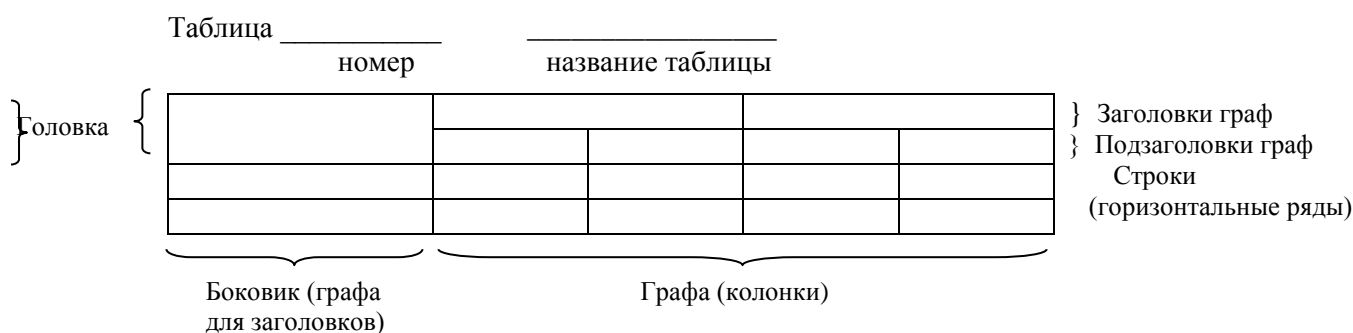 Таблица ___________ _________________
номер название таблицы
Головка
} Заголовки граф
} Подзаголовки граф
Строки
(горизонтальные ряды)
Боковик (графа
для заголовков)
Графа (колонки)